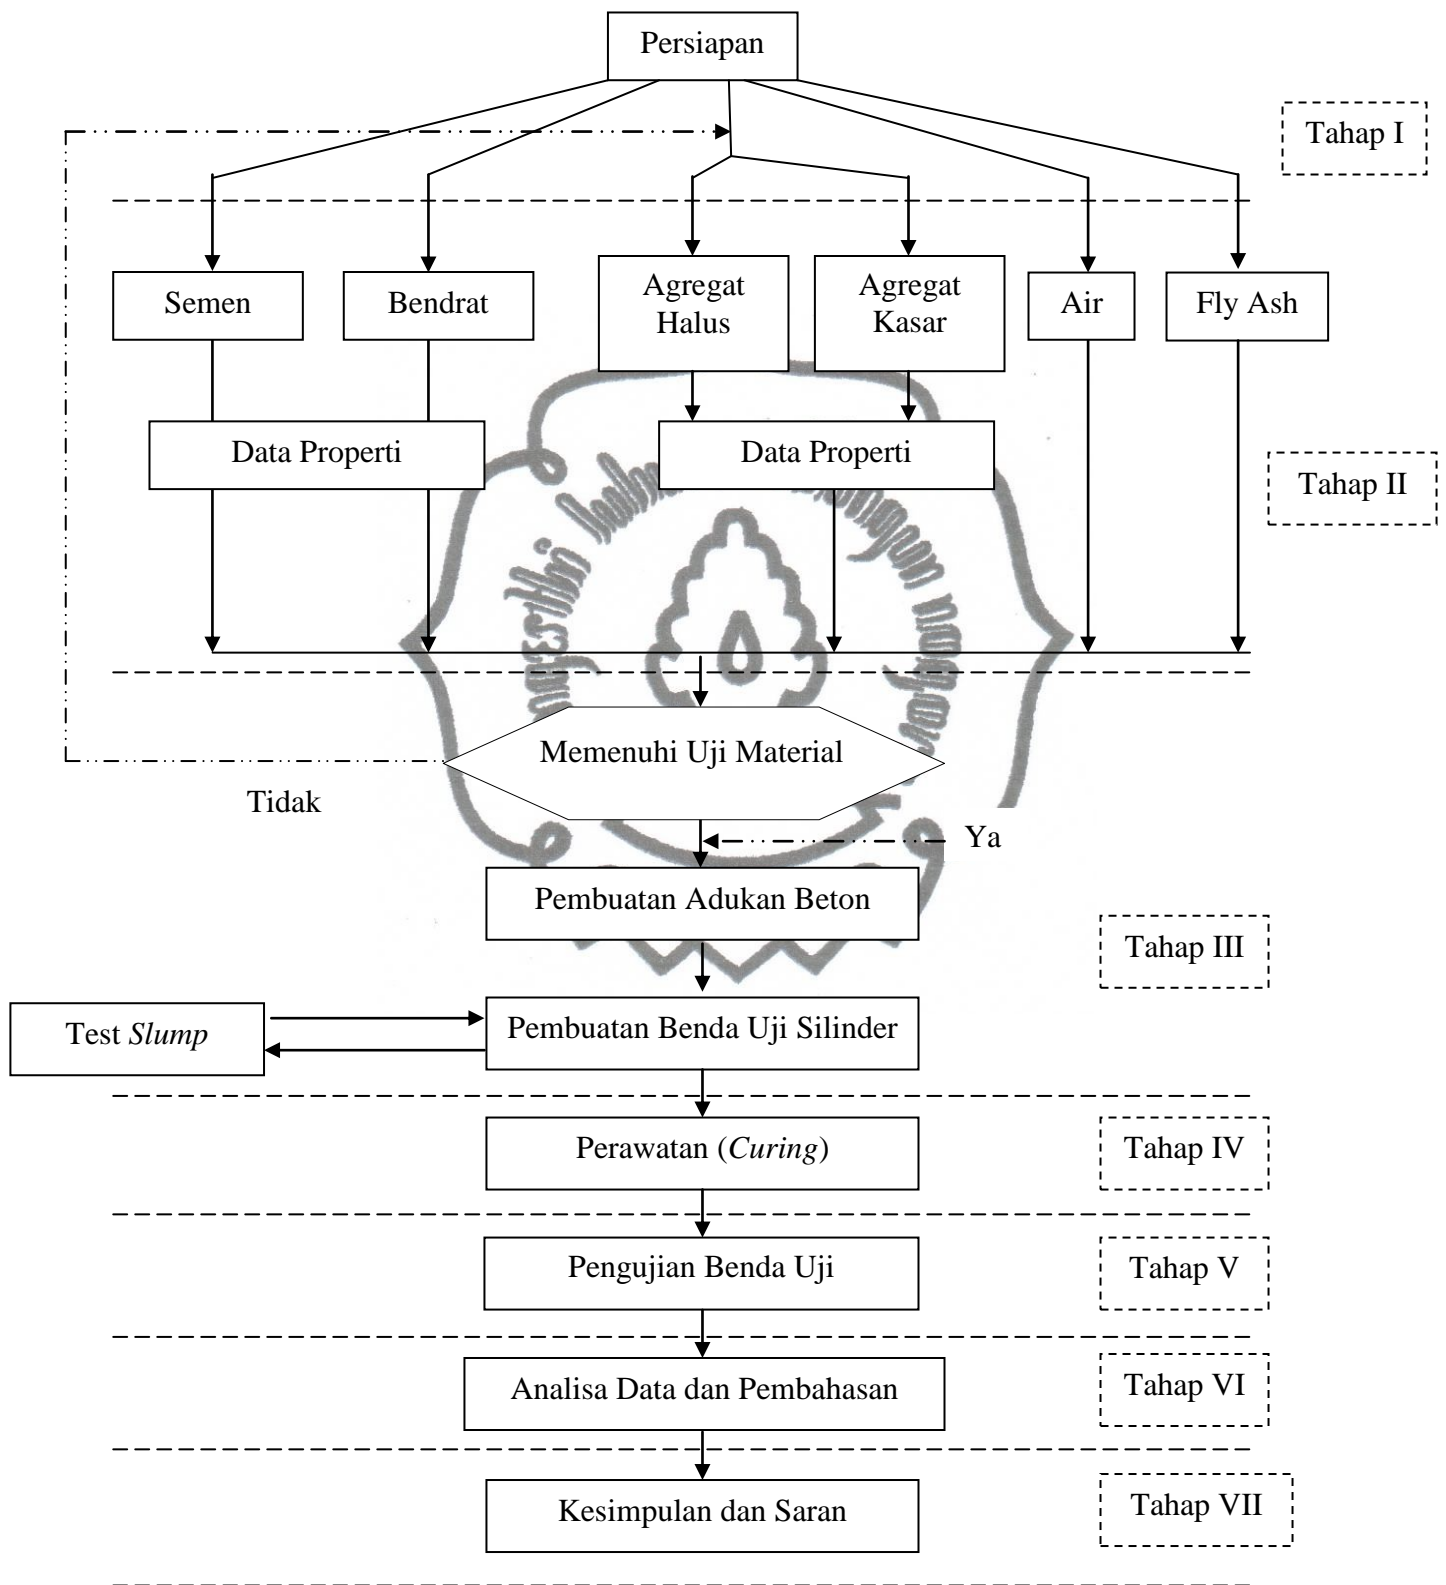 Persiapan
Tahap I
Semen
Bendrat
Agregat
Halus
Agregat
Kasar
Air
Fly Ash
Data Properti
Data Properti
Tahap II
Memenuhi Uji Material
Tidak
Ya
Pembuatan Adukan Beton
Tahap III
Test Slump
Pembuatan Benda Uji Silinder
Perawatan (Curing)
Tahap IV
Pengujian Benda Uji
Tahap V
Analisa Data dan Pembahasan
Tahap VI
Kesimpulan dan Saran
Tahap VII